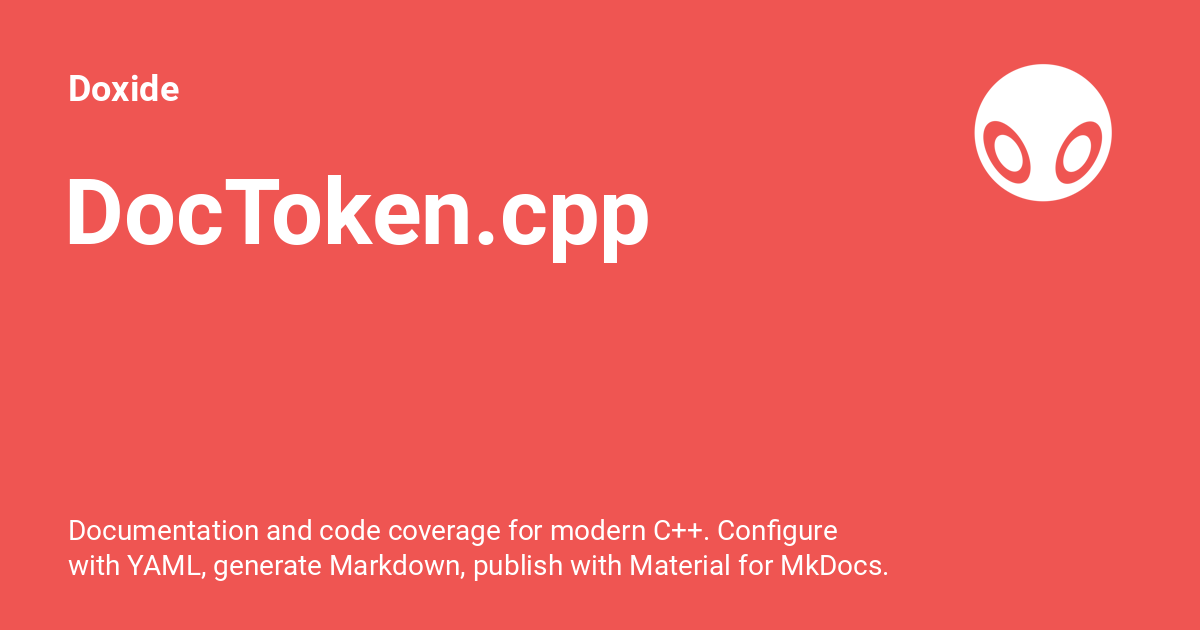 Doxide
DocToken.cpp
Documentation and code coverage for modern C++. Configure
with YAML, generate Markdown, publish with Material for MkDocs.